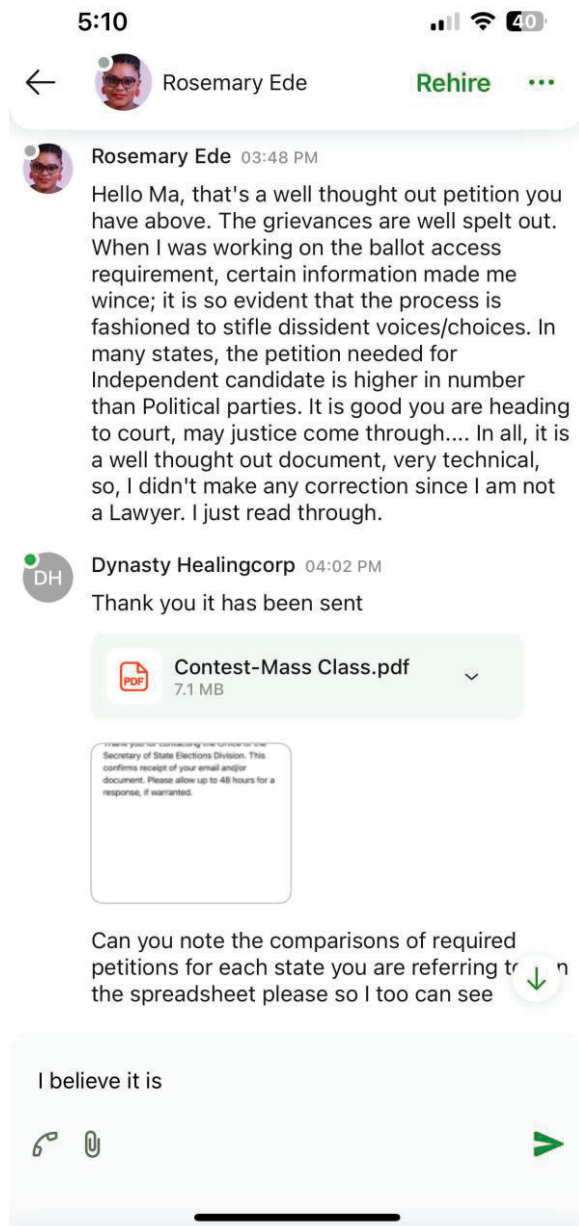 5:10
40
Rosemary Ede
Rehire
Rosemary Ede 03:48 PM
Hello Ma, that's a well thought out petition you
have above. The grievances are well spelt out.
When I was working on the ballot access
requirement, certain information made me
wince; it is so evident that the process is
fashioned to stifle dissident voices/choices. In
many states, the petition needed for
Independent candidate is higher in number
than Political parties. It is good you are heading
to court, may justice come through.... In all, it is
a well thought out document, very technical,
so, I didn't make any correction since I am not
a Lawyer. I just read through.
DH
Dynasty Healingcorp 04:02 PM
Thank you it has been sent
PDF
Contest-Mass Class.pdf
7.1 MB
Thank you for contacting the Office of the
Secretary of State Elections Division. This
confirms receipt of your email and/or
document. Please allow up to 48 hours for a
response, if warranted.
Can you note the comparisons of required
petitions for each state you are referring
the spreadsheet please so I too can see
I believe it is